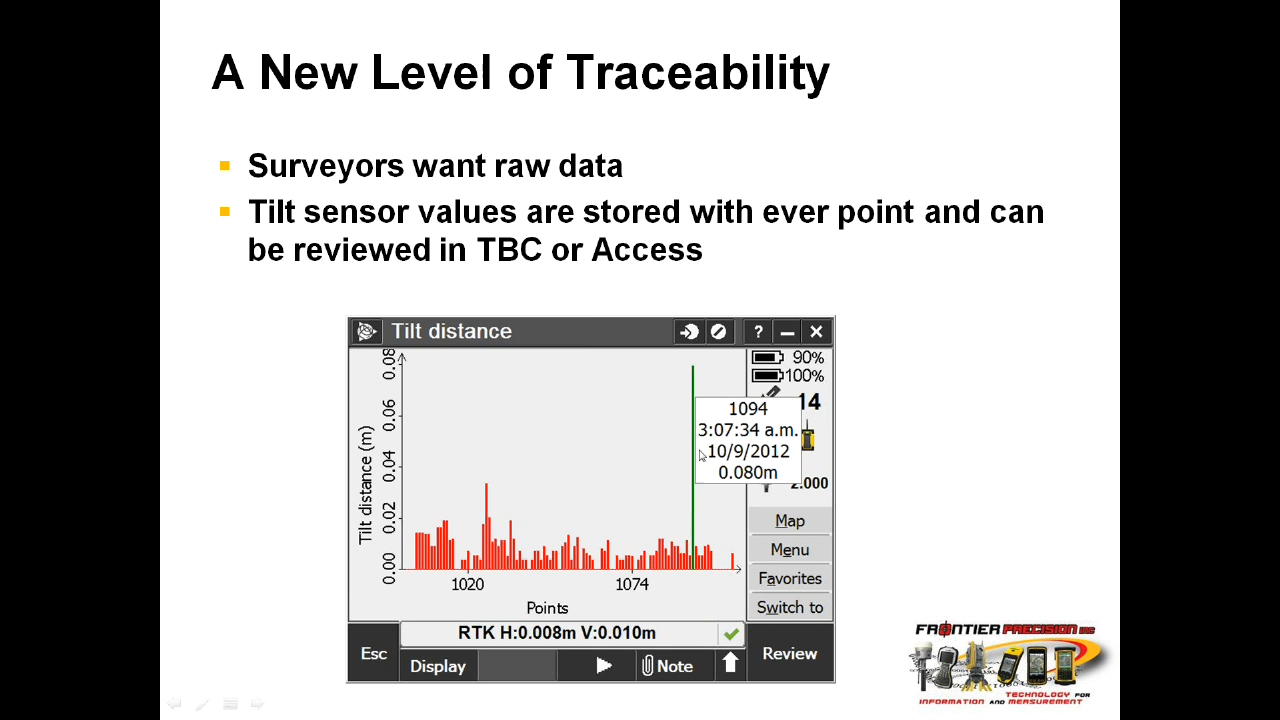 A New Level of Traceability
Surveyors want raw data
Tilt sensor values are stored with ever point and can
be reviewed in TBC or Access
Tilt distance
?
90%
100%
14
2.000
0.08
0.06
0.04
0.02
0.00
Tilt distance (m)
1094
3:07:34 a.m.
10/9/2012
0.080m
1020
1074
Points
Map
Menu
Favorites
Switch to
RTK H:0.008m V:0.010m
Esc
Display
Note
Review
FRONTIER PRECISION INC
TECHNOLOGY FOR
INFORMATION AND MEASUREMENT